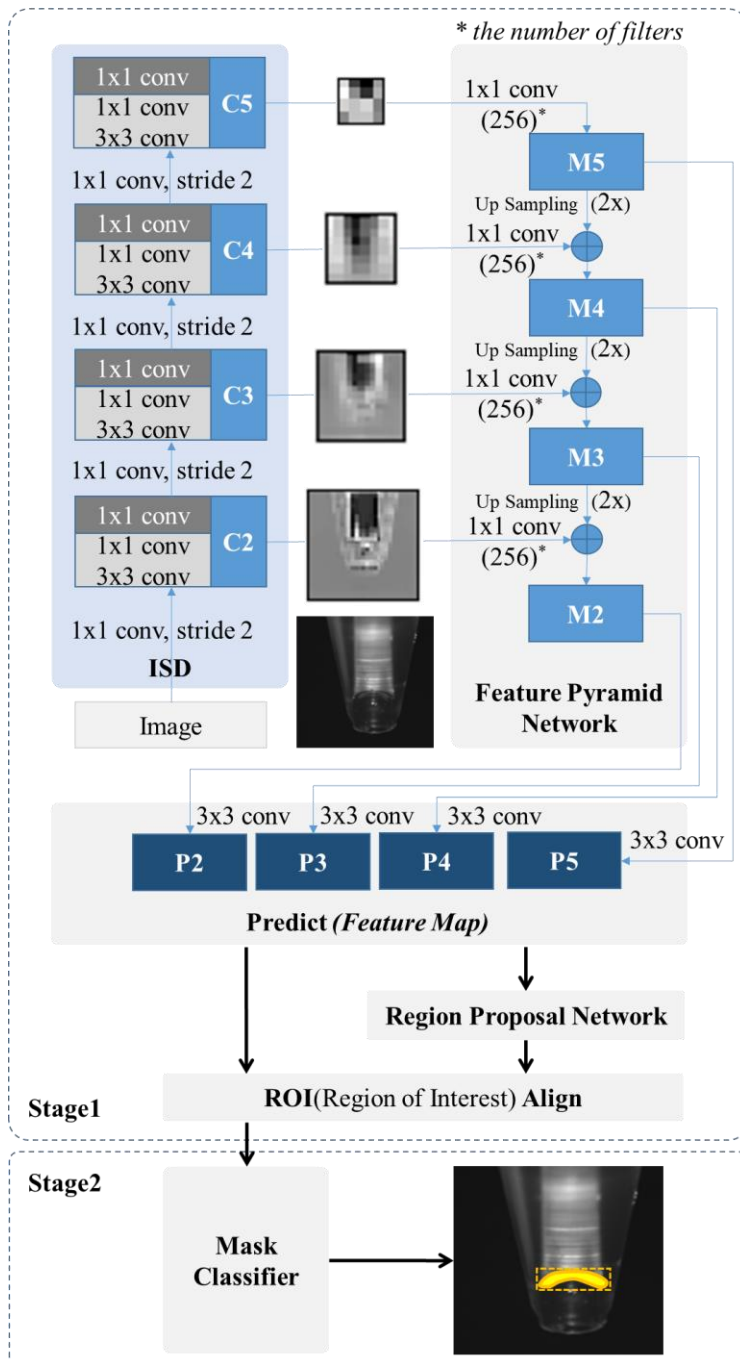 * the number of filters
1x1 conv
1x1 conv
3x3 conv
C5
1x1 conv
(256)*
M5
1x1 conv, stride 2
Up Sampling (2x)
1x1 conv
1x1 conv
3x3 conv
C4
1x1 conv
(256)*
M4
1x1 conv, stride 2
Up Sampling (2x)
1x1 conv
1x1 conv
3x3 conv
C3
1x1 conv
(256)*
M3
1x1 conv, stride 2
Up Sampling (2x)
1x1 conv
1x1 conv
3x3 conv
C2
1x1 conv
(256)*
M2
1x1 conv, stride 2
ISD
Image
Feature Pyramid
Network
3x3 conv
3x3 conv
3x3 conv
3x3 conv
P2
P3
P4
P5
Predict (Feature Map)
Region Proposal Network
ROI(Region of Interest) Align
Stage1
Stage2
Mask
Classifier